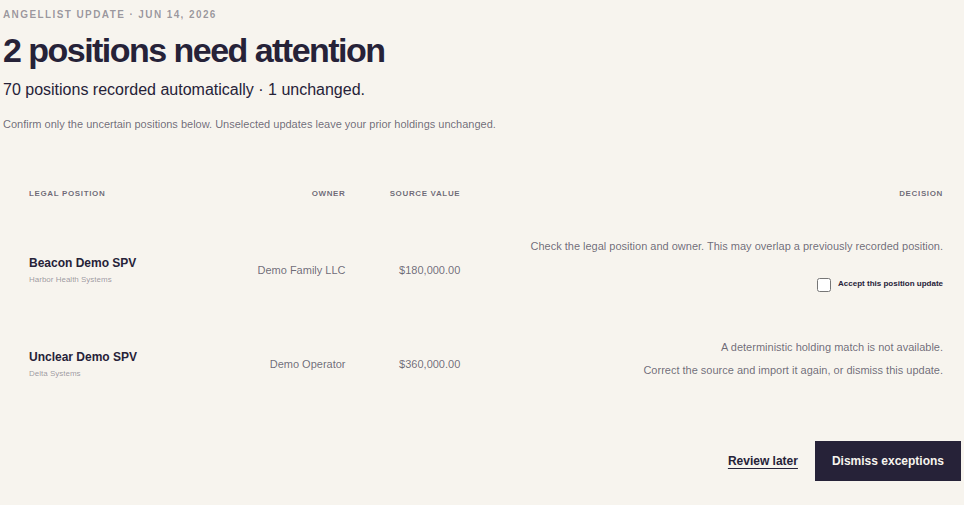 ANGELLIST UPDATE · JUN 14, 2026
2 positions need attention
70 positions recorded automatically · 1 unchanged.
Confirm only the uncertain positions below. Unselected updates leave your prior holdings unchanged.
LEGAL POSITION OWNER SOURCE VALUE DECISION
Check the legal position and owner. This may overlap a previously recorded position.
Beacon Demo SPV
Demo Family LLC $180,000.00
Harbor Health Systems
Accept this position update
A deterministic holding match is not available.
Unclear Demo SPV
Demo Operator $360,000.00
Delta Systems
Correct the source and import it again, or dismiss this update.
Review later Dismiss exceptions